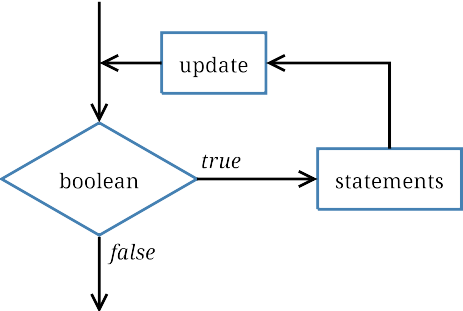 update
true
boolean
statements
false